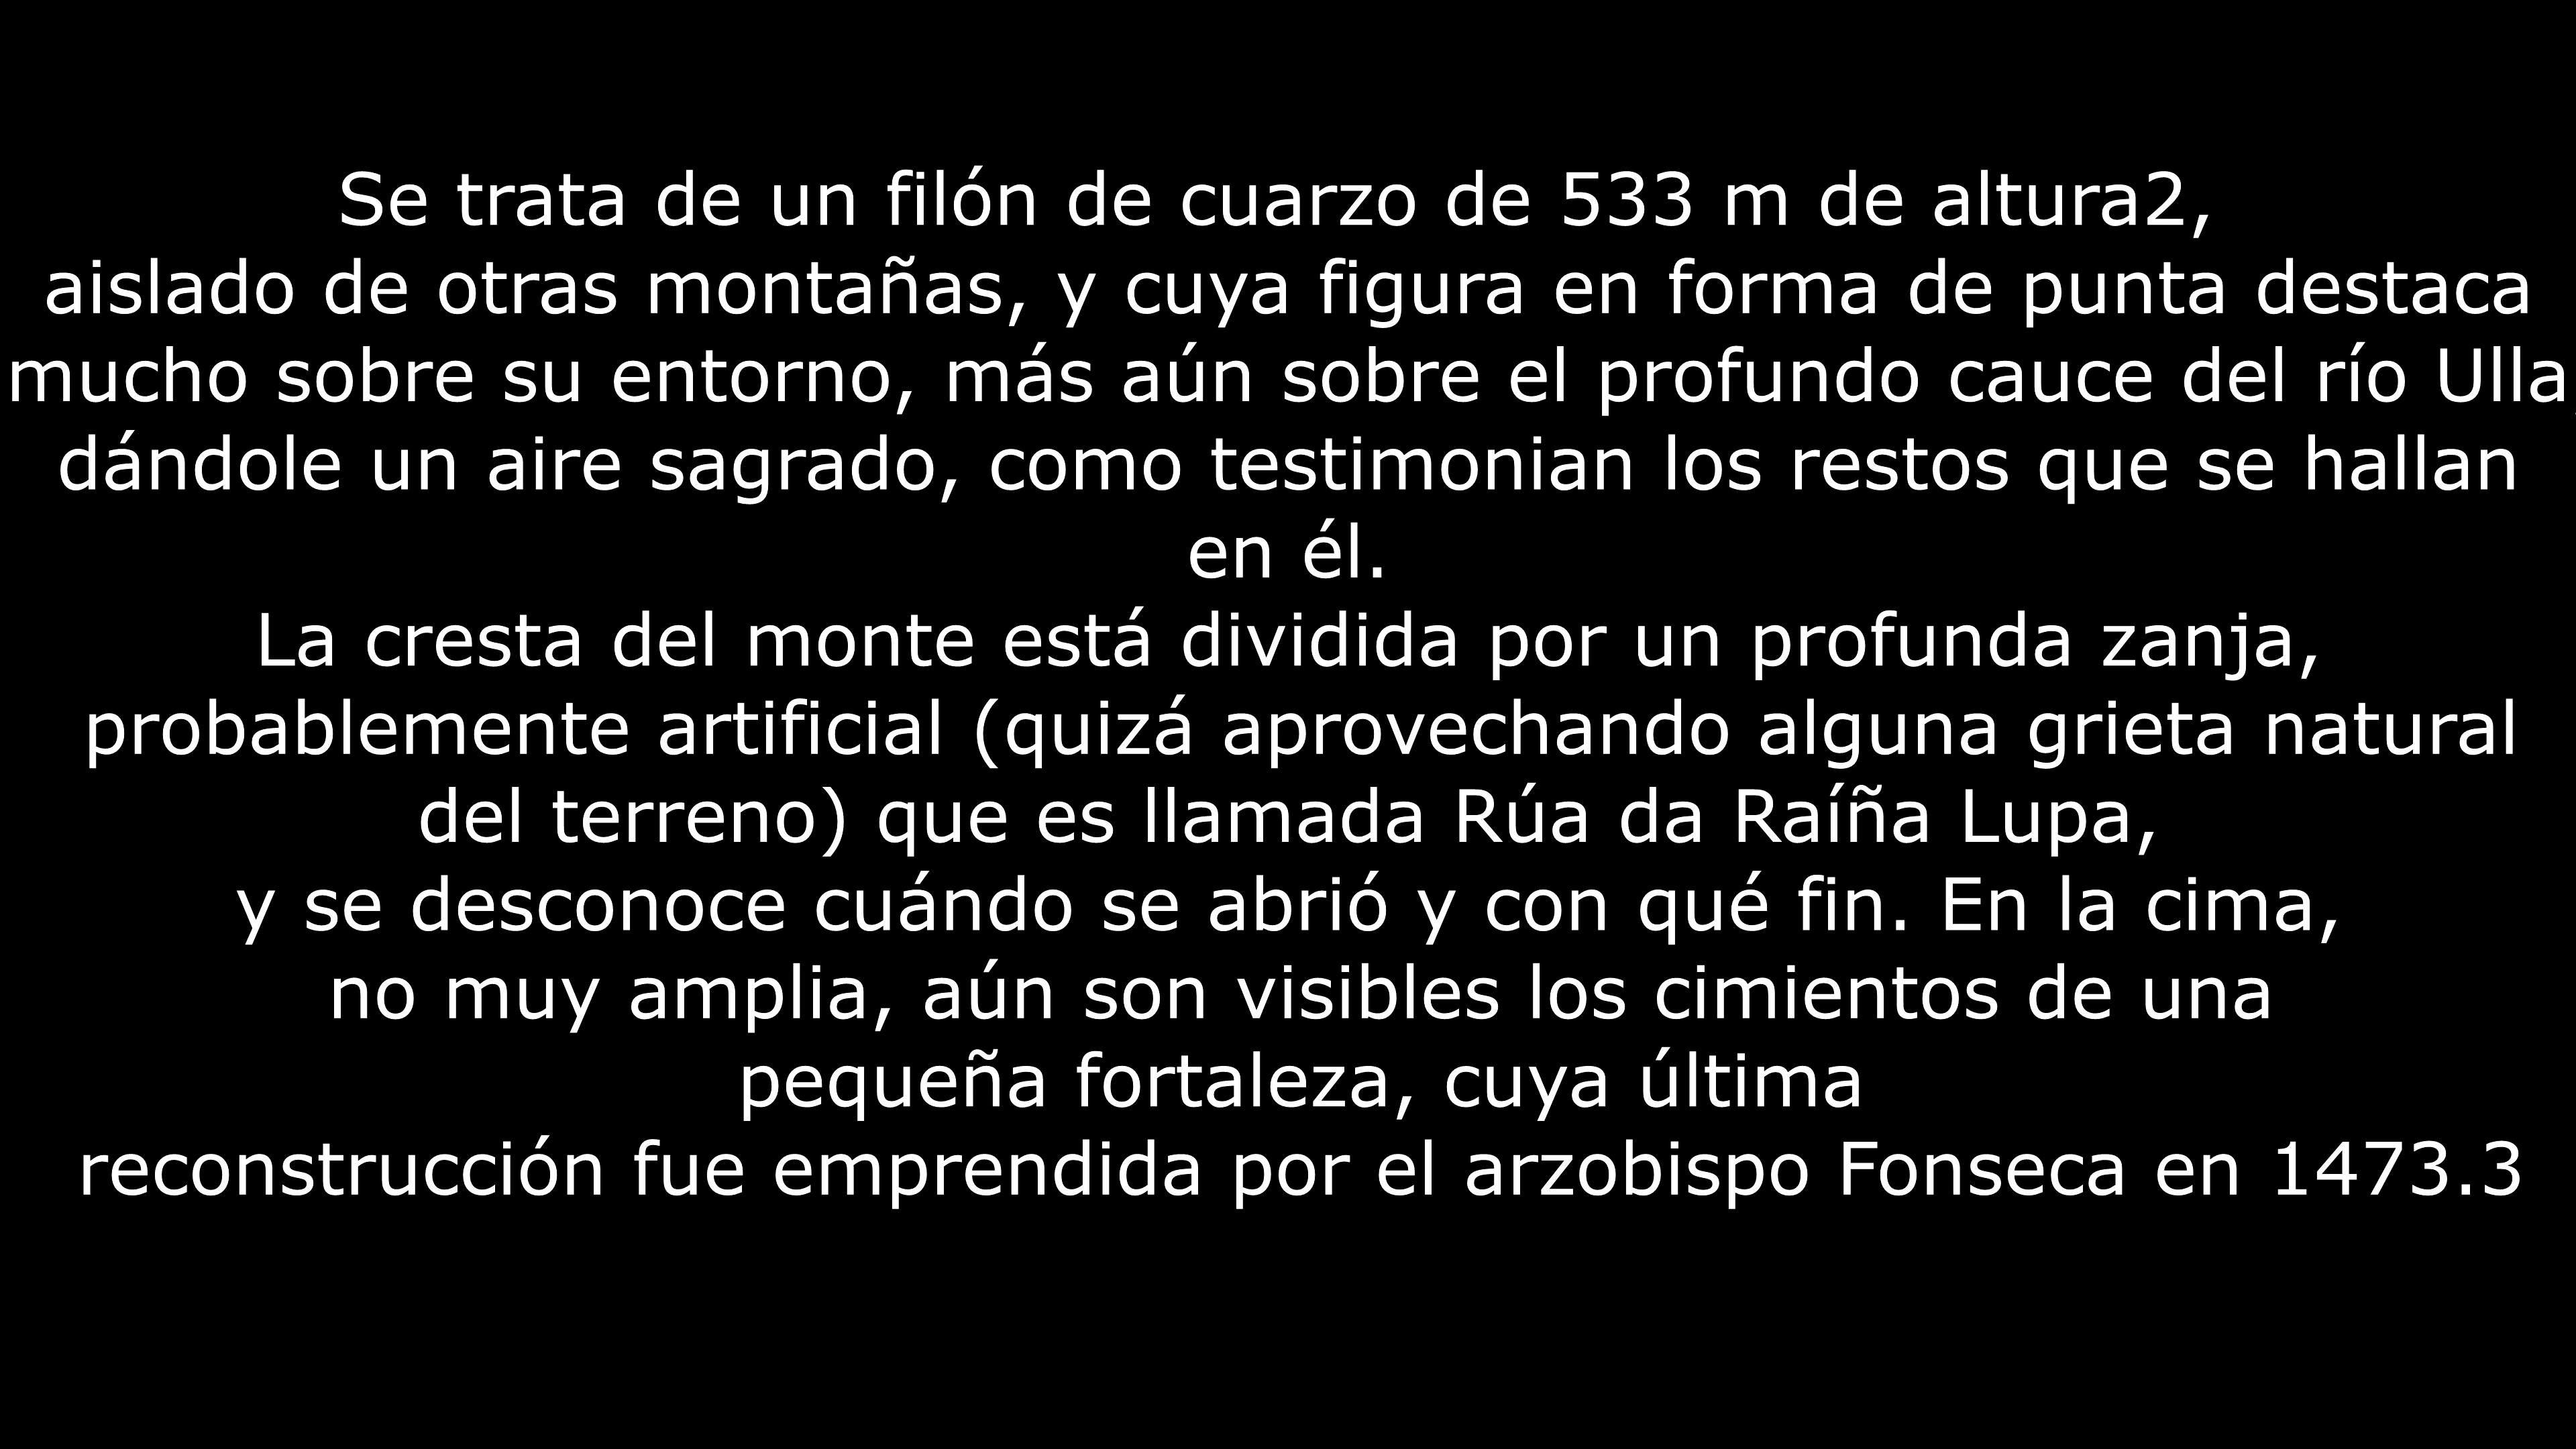 Se trata de un filón de cuarzo de 533 m de altura2,
aislado de otras montañas, y cuya figura en forma de punta destaca
mucho sobre su entorno, más aún sobre el profundo cauce del río Ulla,
dándole un aire sagrado, como testimonian los restos que se hallan
en él.
La cresta del monte está dividida por un profunda zanja,
probablemente artificial (quizá aprovechando alguna grieta natural
del terreno) que es llamada Rúa da Raíña Lupa,
y se desconoce cuándo se abrió y con qué fin. En la cima,
no muy amplia, aún son visibles los cimientos de una
pequeña fortaleza, cuya última
reconstrucción fue emprendida por el arzobispo Fonseca en 1473.3